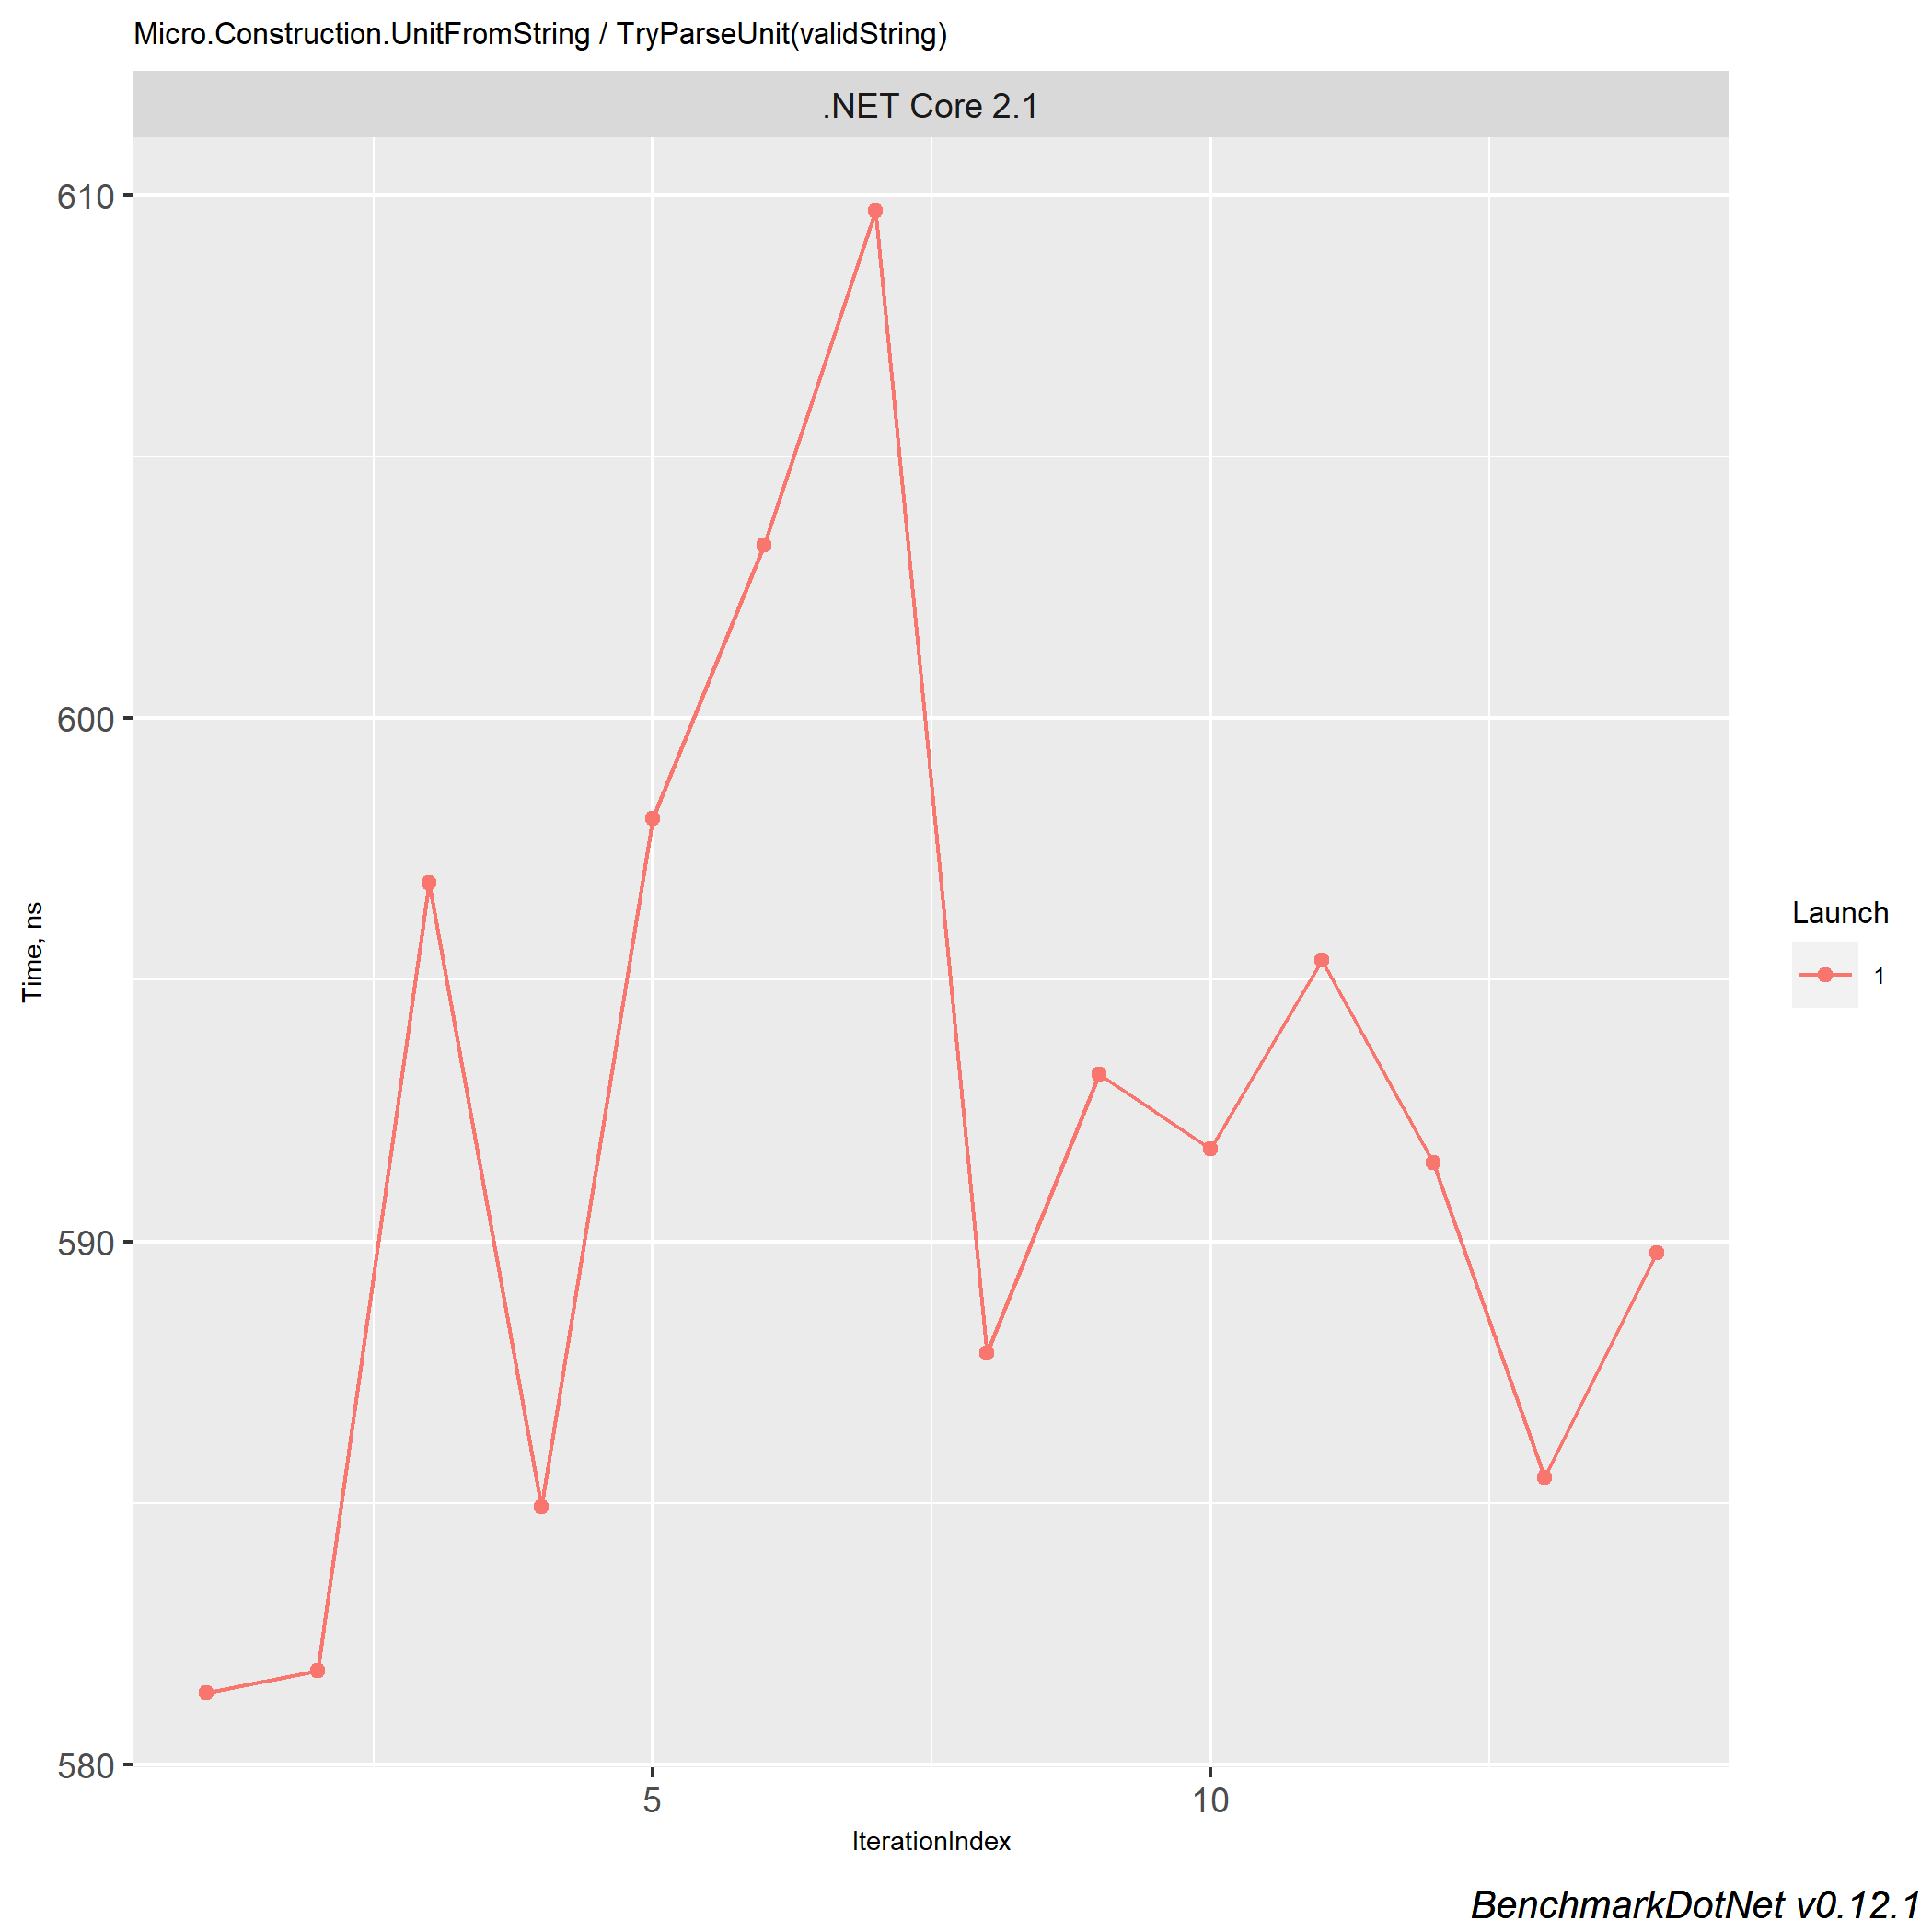 Micro.Construction.UnitFromString / TryParseUnit(validString)
.NET Core 2.1
610
600
590
580
Time, ns
5
10
IterationIndex
Launch
1
BenchmarkDotNet v0.12.1